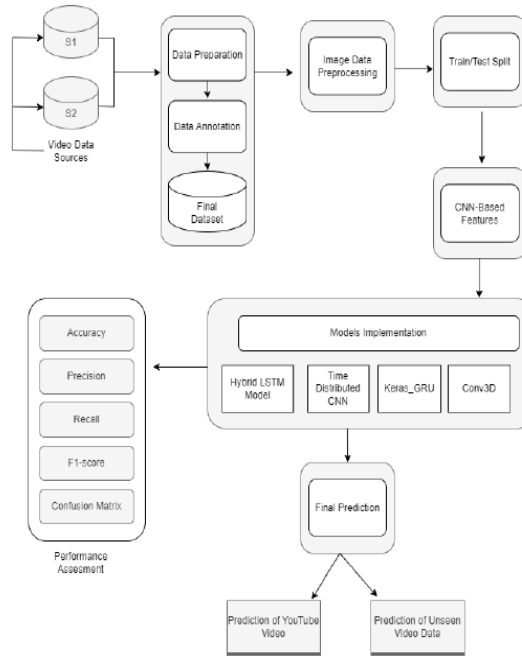 S1
S2
Video Data
Sources
Data Preparation
Data Annotation
Final
Dataset
Image Data
Preprocessing
Train/Test Split
CNN-Based
Features
Models Implementation
Hybrid LSTM
Model
Time
Distributed
CNN
Keras_GRU
Conv3D
Accuracy
Precision
Recall
F1-score
Confusion Matrix
Performance
Assesment
Final Prediction
Prediction of YouTube
Video
Prediction of Unseen
Video Data